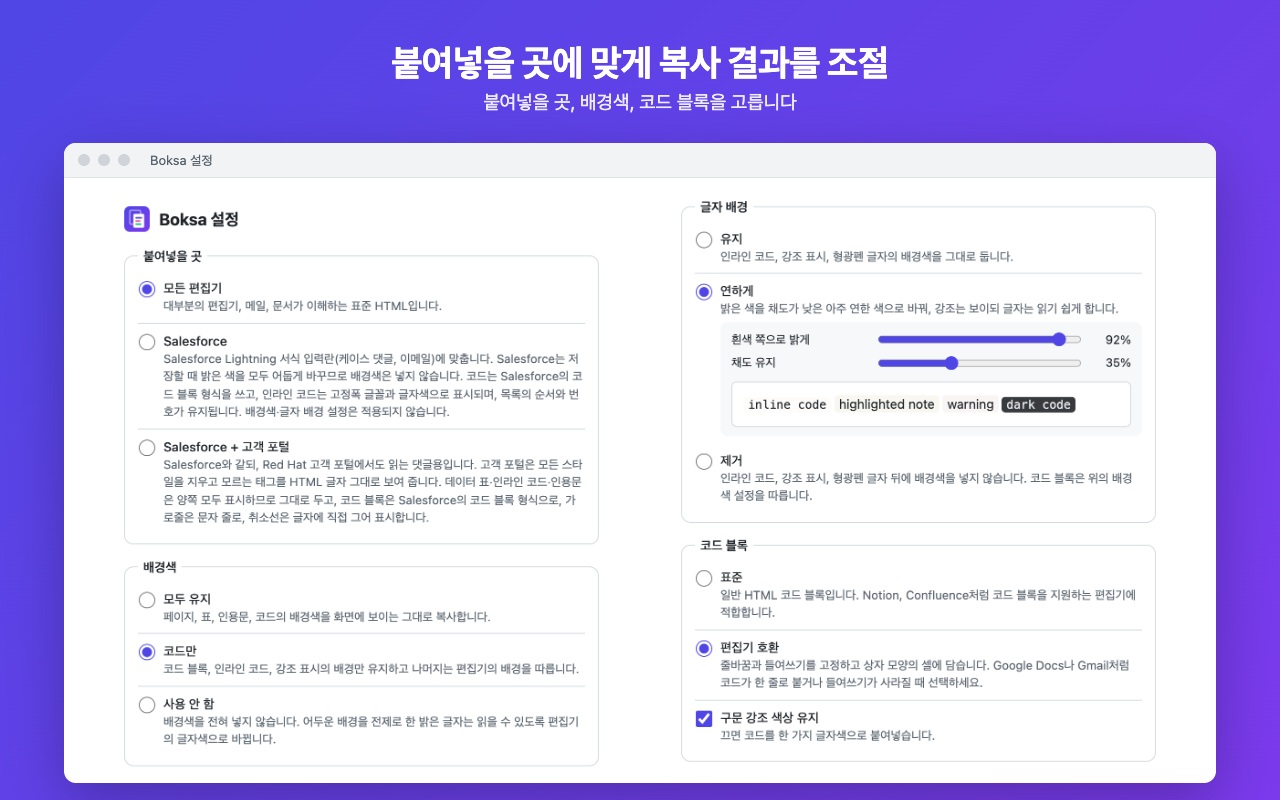 붙여넣을 곳에 맞게 복사 결과를 조절
붙여넣을 곳, 배경색, 코드 블록을 고릅니다
Boksa 설정
Boksa 설정
붙여넣을 곳
모든 편집기
대부분의 편집기, 메일, 문서가 이해하는 표준 HTML입니다.
Salesforce
Salesforce Lightning 서식 입력란(케이스 댓글, 이메일)에 맞춥니다. Salesforce는 저
장할 때 밝은 색을 모두 어둡게 바꾸므로 배경색은 넣지 않습니다. 코드는 Salesforce의 코
드 블록 형식을 쓰고, 인라인 코드는 고정폭 글꼴과 글자색으로 표시되며, 목록의 순서와 번
호가 유지됩니다. 배경색·글자 배경 설정은 적용되지 않습니다.
Salesforce + 고객 포털
Salesforce와 같되, Red Hat 고객 포털에서도 읽는 댓글용입니다. 고객 포털은 모든 스타
일을 지우고 모르는 태그를 HTML 글자 그대로 보여 줍니다. 데이터 표·인라인 코드·인용문
은 양쪽 모두 표시하므로 그대로 두고, 코드 블록은 Salesforce의 코드 블록 형식으로, 가
로줄은 문자 줄로, 취소선은 글자에 직접 그어 표시합니다.
배경색
모두 유지
페이지, 표, 인용문, 코드의 배경색을 화면에 보이는 그대로 복사합니다.
코드만
코드 블록, 인라인 코드, 강조 표시의 배경만 유지하고 나머지는 편집기의 배경을 따릅니다.
사용 안 함
배경색을 전혀 넣지 않습니다. 어두운 배경을 전제로 한 밝은 글자는 읽을 수 있도록 편집기
의 글자색으로 바뀝니다.
글자 배경
유지
인라인 코드, 강조 표시, 형광펜 글자의 배경색을 그대로 둡니다.
연하게
밝은 색을 채도가 낮은 아주 연한 색으로 바꿔, 강조는 보이되 글자는 읽기 쉽게 합니다.
흰색 쪽으로 밝게 92%
채도 유지 35%
inline code highlighted note warning dark code
제거
인라인 코드, 강조 표시, 형광펜 글자 뒤에 배경색을 넣지 않습니다. 코드 블록은 위의 배경
색 설정을 따릅니다.
코드 블록
표준
일반 HTML 코드 블록입니다. Notion, Confluence처럼 코드 블록을 지원하는 편집기에
적합합니다.
편집기 호환
줄바꿈과 들여쓰기를 고정하고 상자 모양의 셀에 담습니다. Google Docs나 Gmail처럼
코드가 한 줄로 붙거나 들여쓰기가 사라질 때 선택하세요.
구문 강조 색상 유지
끄면 코드를 한 가지 글자색으로 붙여넣습니다.